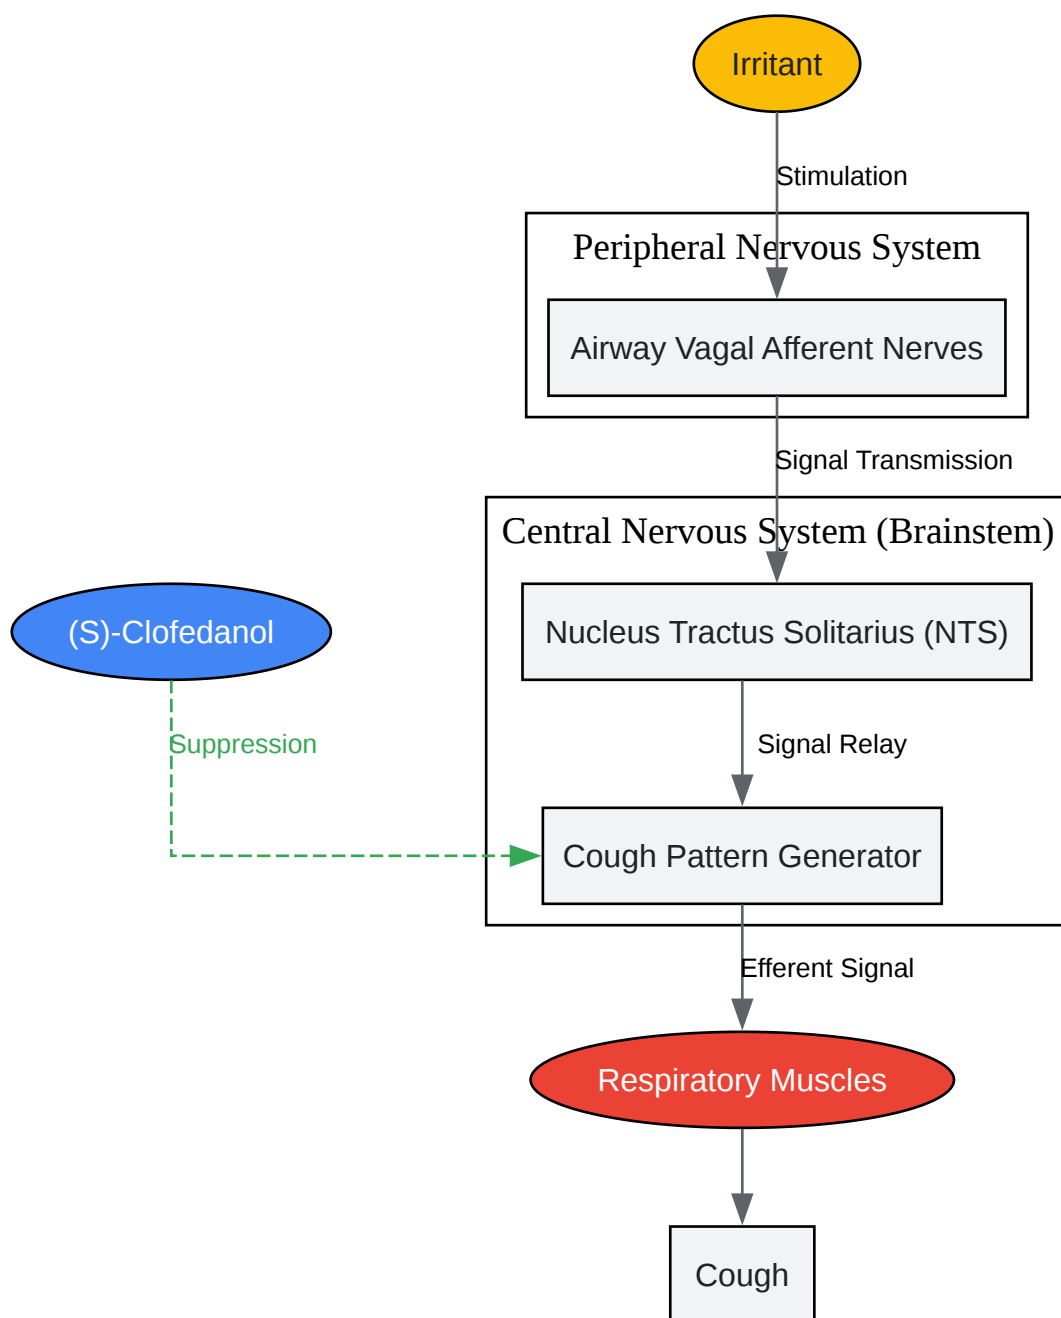 Irritant
Stimulation
Peripheral Nervous System
Airway Vagal Afferent Nerves
Signal Transmission
Central Nervous System (Brainstem)
(S)-Clofedanol
Nucleus Tractus Solitarius (NTS)
Suppression
Signal Relay
Cough Pattern Generator
Efferent Signal
Respiratory Muscles
Cough